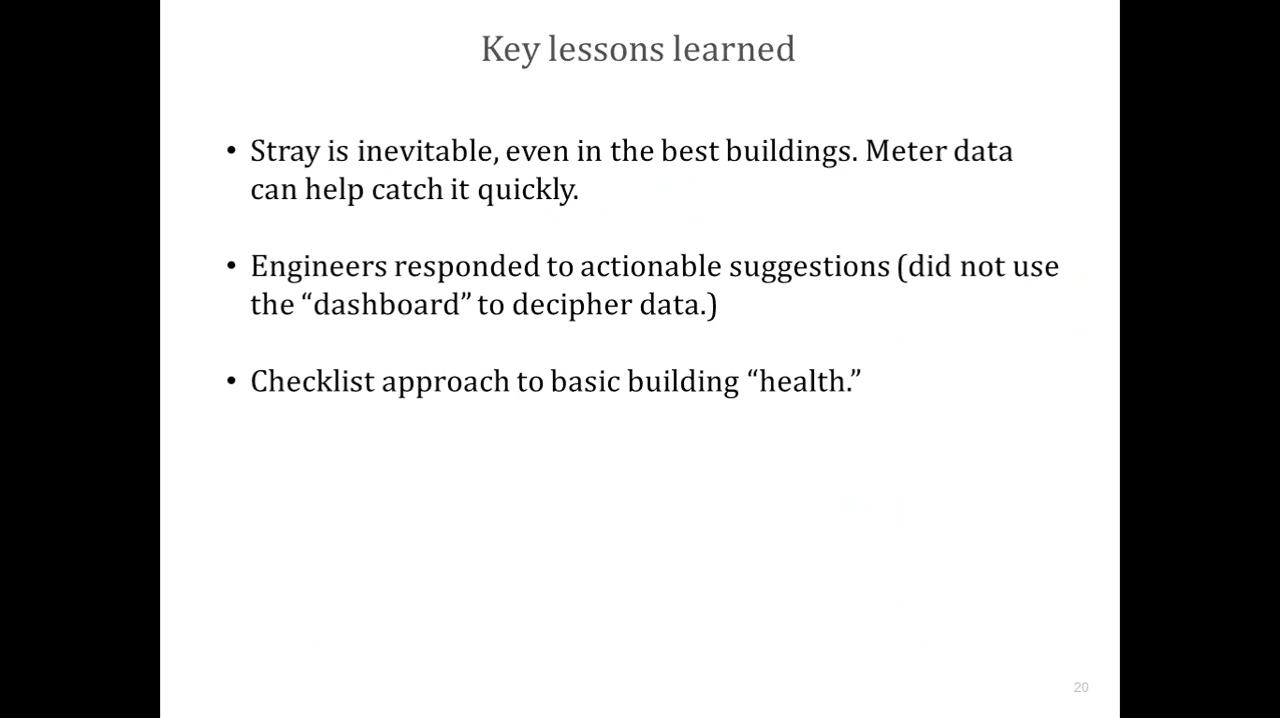 Key lessons learned
• Stray is inevitable, even in the best buildings. Meter data
can help catch it quickly.
• Engineers responded to actionable suggestions (did not use
the “dashboard” to decipher data.)
• Checklist approach to basic building “health.”
20